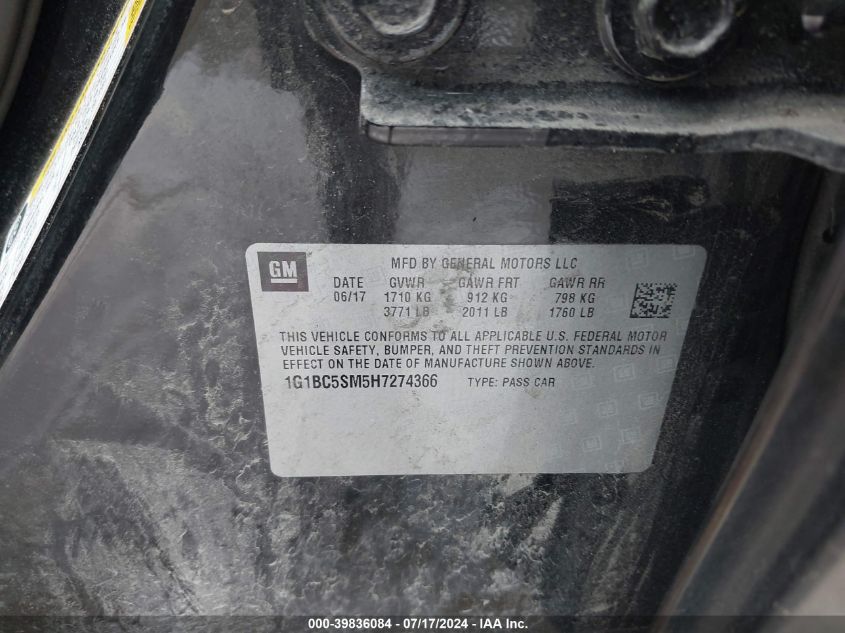 GM
MFD BY GENERAL MOTORS LLC
DATE GVWR GAWR FRT GAWR RR
06/17 1710 KG 912 KG 798 KG
3771 LB 2011 LB 1760 LB
THIS VEHICLE CONFORMS TO ALL APPLICABLE U.S. FEDERAL MOTOR
VEHICLE SAFETY, BUMPER, AND THEFT PREVENTION STANDARDS IN
EFFECT ON THE DATE OF MANUFACTURE SHOWN ABOVE.
1G1BC5SM5H7274366 TYPE: PASS CAR
000-39836084 - 07/17/2024 - IAA Inc.